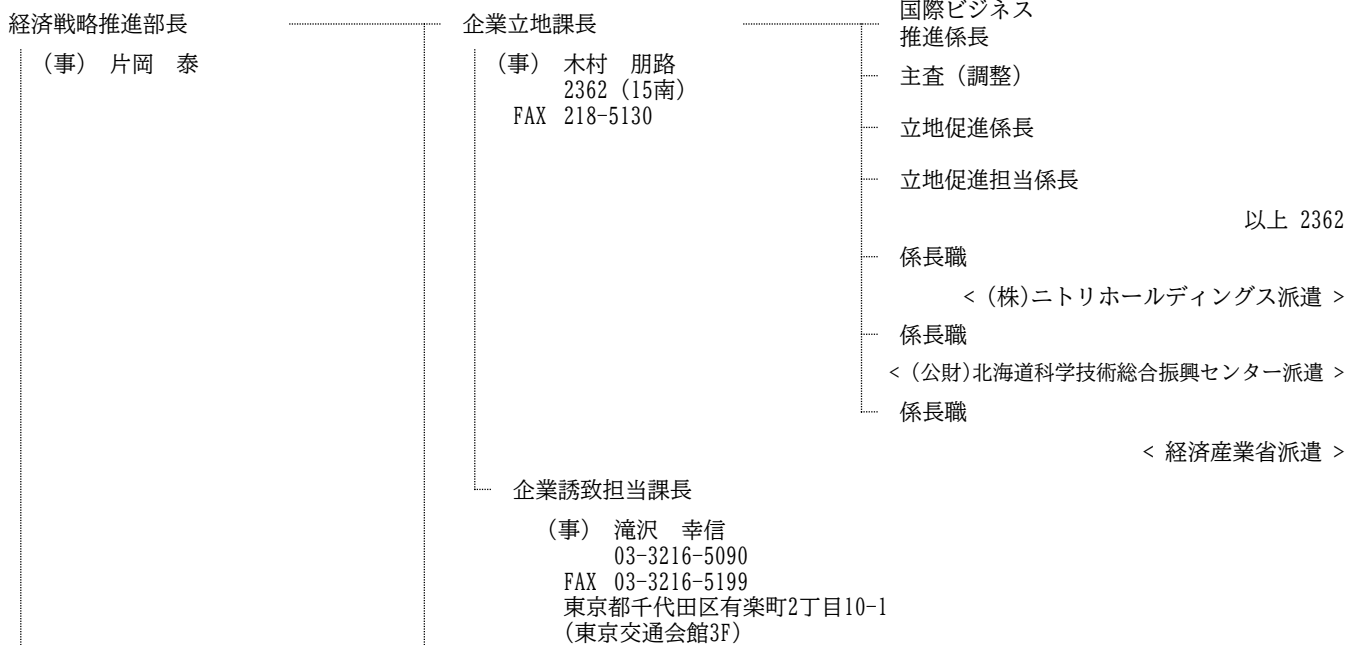 経済戦略推進部長
（事） 片岡　泰
企業立地課長
（事） 木村　朋路
2362（15南）
FAX 218-5130
国際ビジネス
推進係長
主査（調整）
立地促進係長
立地促進担当係長
以上 2362
係長職
<（株）ニトリホールディングス派遣 >
係長職
<（公財）北海道科学技術総合振興センター派遣 >
係長職
< 経済産業省派遣 >
企業誘致担当課長
（事） 滝沢　幸信
03-3216-5090
FAX 03-3216-5199
東京都千代田区有楽町2丁目10-1
（東京交通会館3F）